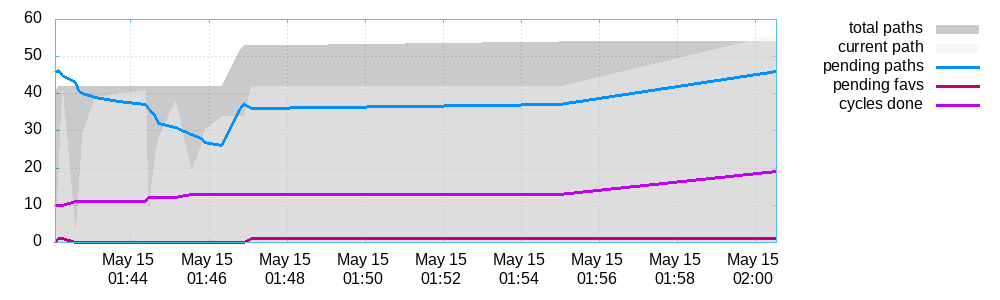 60
50
40
30
20
10
0
May 15 May 15 May 15 May 15 May 15 May 15 May 15 May 15 May 15
01:44 01:46 01:48 01:50 01:52 01:54 01:56 01:58 02:00
total paths
current path
pending paths
pending favs
cycles done